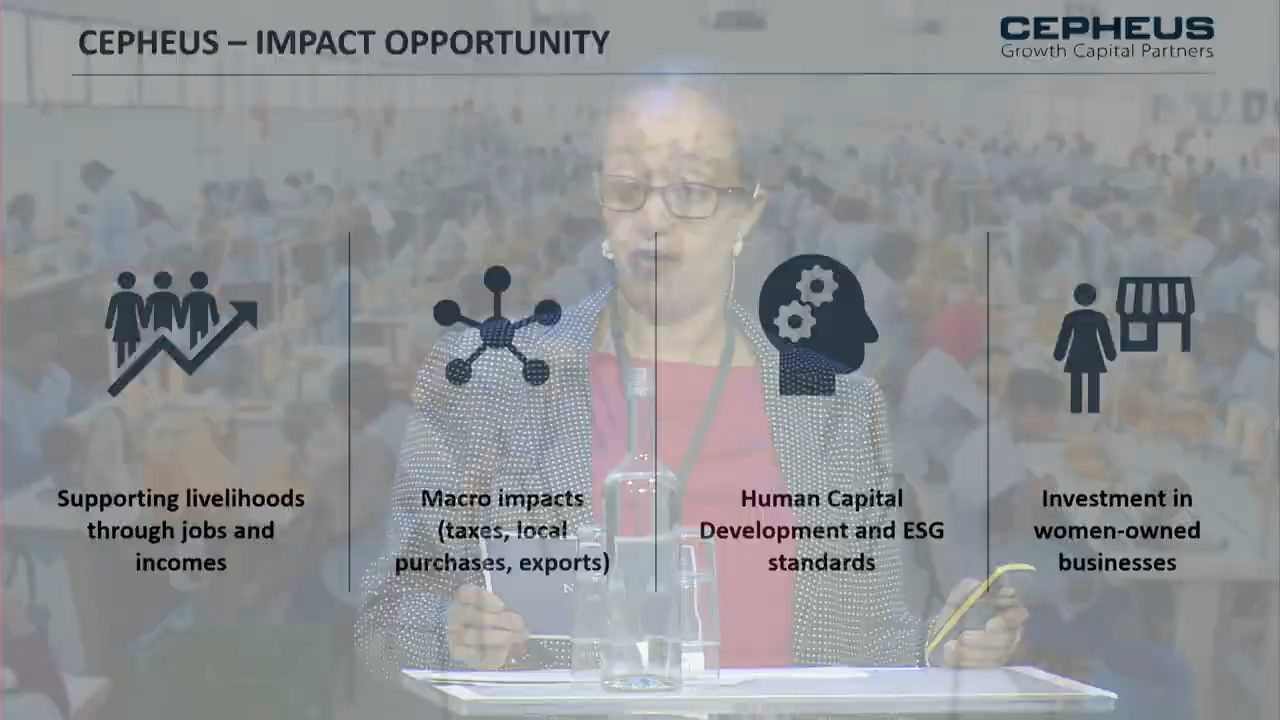 CEPHEUS – IMPACT OPPORTUNITY
CEPHEUS
Growth Capital Partners
Supporting livelihoods
through jobs and
incomes
Macro impacts
(taxes, local
purchases, exports)
Human Capital
Development and ESG
standards
Investment in
women-owned
businesses